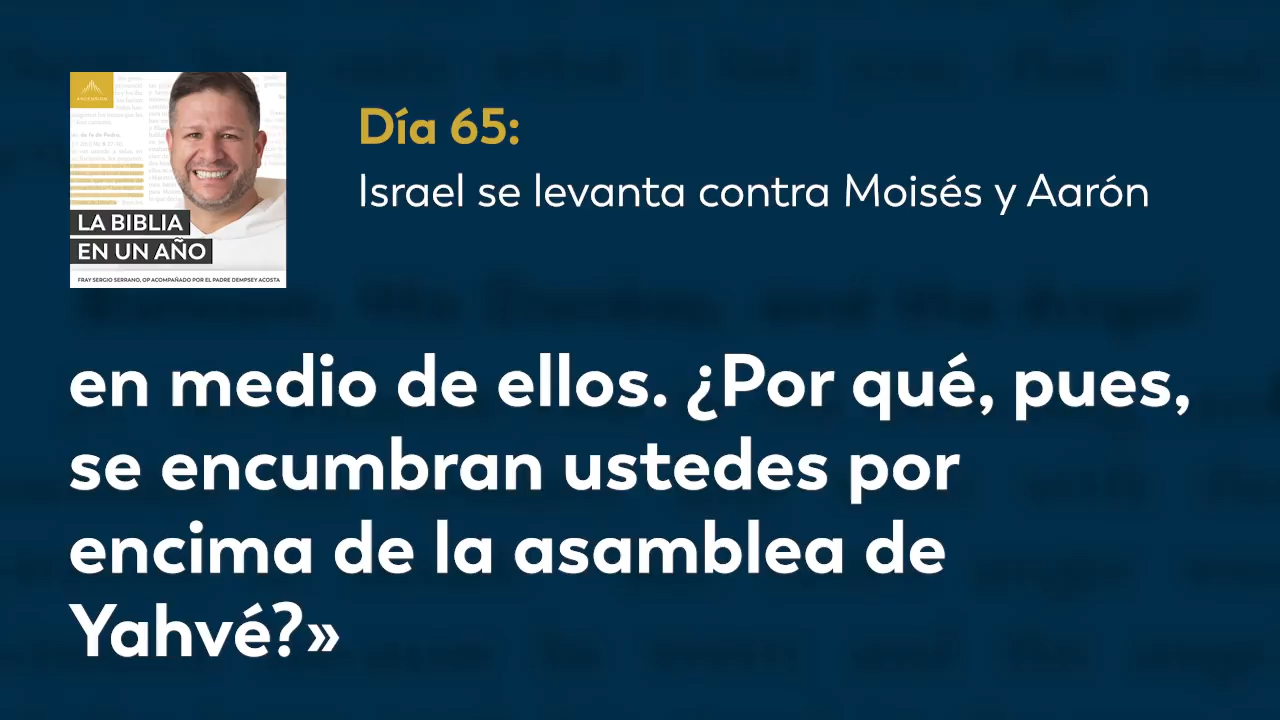 ASCENSION
LA BIBLIA
EN UN AÑO
FRAY SERGIO SERRANO, OP ACOMPAÑADO POR EL PADRE DEMPSEY ACOSTA
Día 65:
Israel se levanta contra Moisés y Aarón
en medio de ellos. ¿Por qué, pues,
se encumbran ustedes por
encima de la asamblea de
Yahvé?»